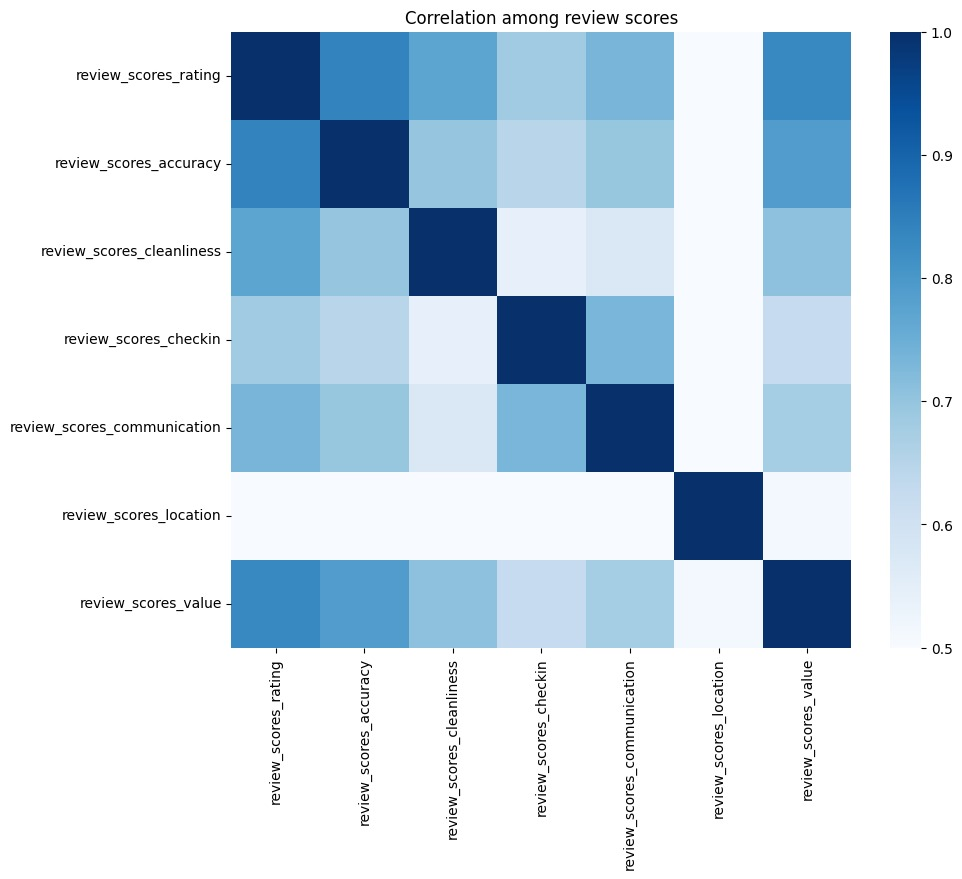 Correlation among review scores
review_scores_rating
review_scores_accuracy
review_scores_cleanliness
review_scores_checkin
review_scores_communication
review_scores_location
review_scores_value
review_scores_rating
review_scores_accuracy
review_scores_cleanliness
review_scores_checkin
review_scores_communication
review_scores_location
review_scores_value
1.0
0.9
0.8
0.7
0.6
0.5